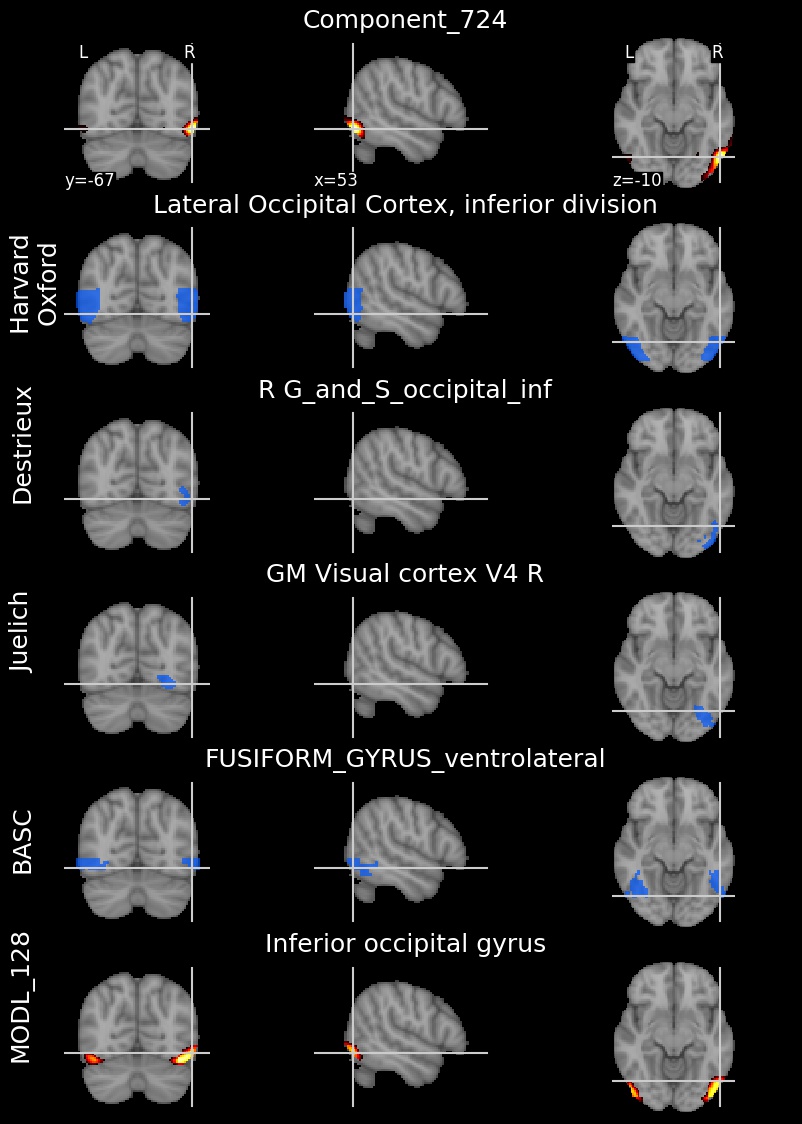 Component_724
L R
L R
y=-67
x=53
z=-10
Lateral Occipital Cortex, inferior division
Harvard
Oxford
R G_and_S_occipital_inf
Destrieux
GM Visual cortex V4 R
Juelich
FUSIFORM_GYRUS_ventrolateral
BASC
Inferior occipital gyrus
MODL_128